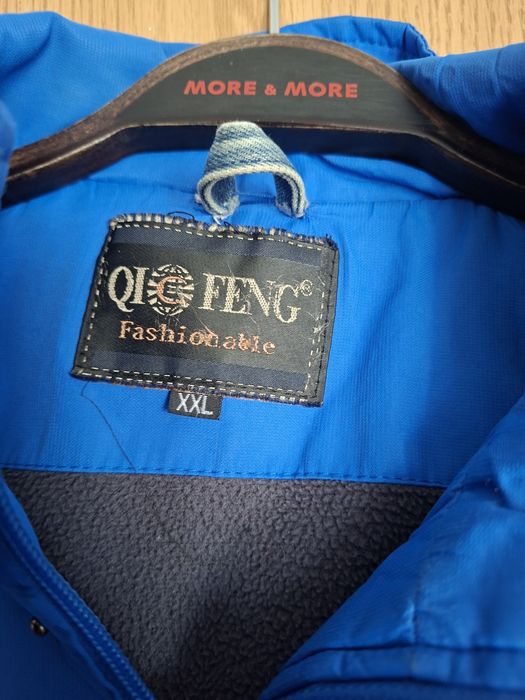 MORE & MORE
QI FENG®
Fashionable
XXL